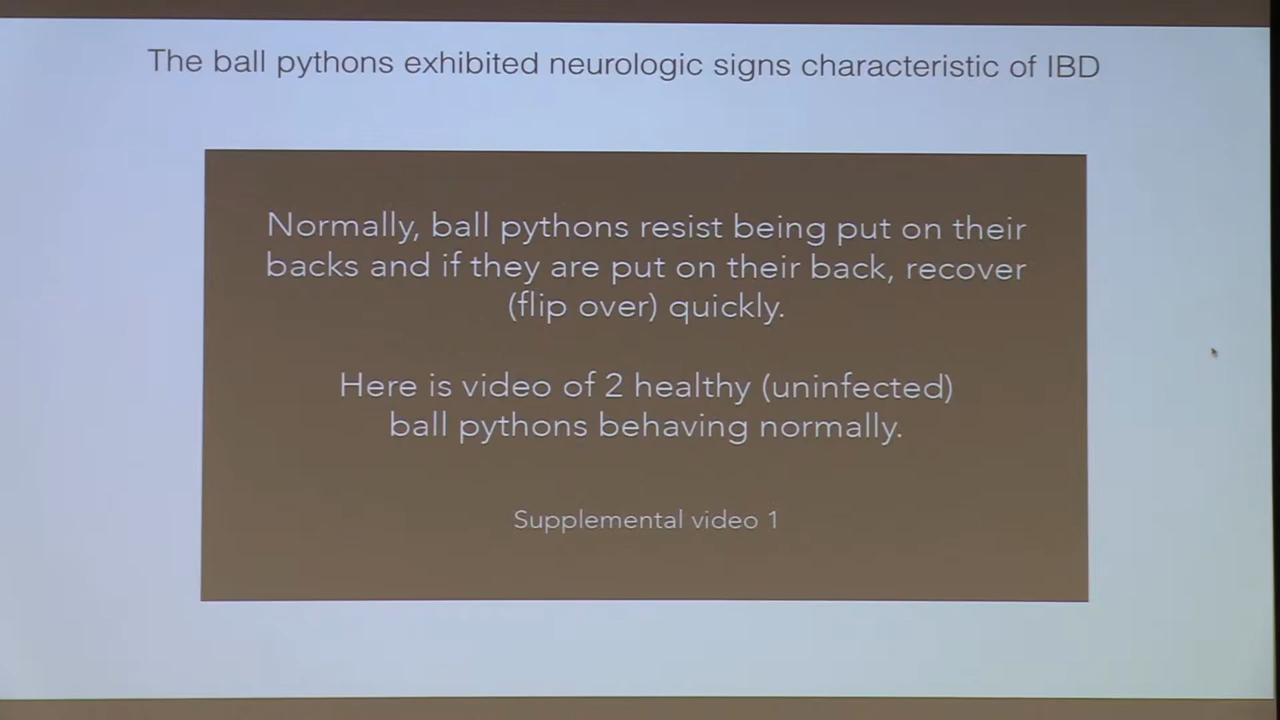 The ball pythons exhibited neurologic signs characteristic of IBD
Normally, ball pythons resist being put on their
backs and if they are put on their back, recover
(flip over) quickly.
Here is video of 2 healthy (uninfected)
ball pythons behaving normally.
Supplemental video 1